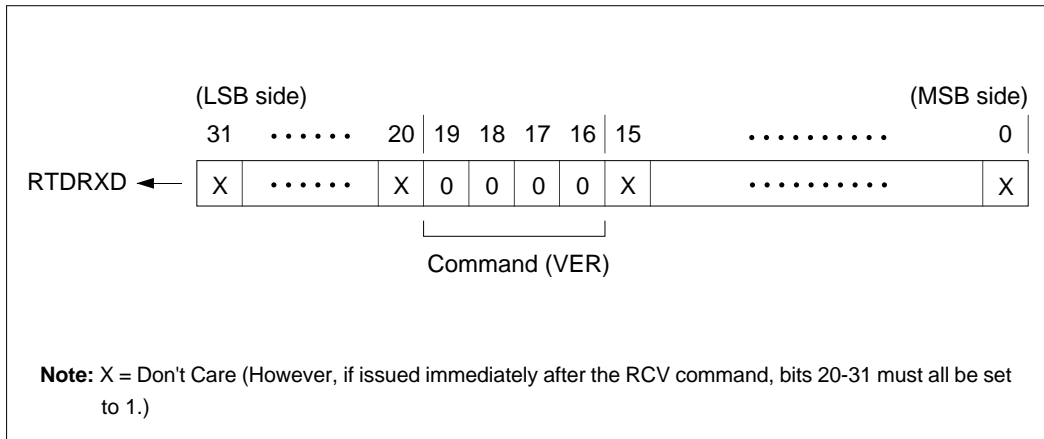 (LSB side) (MSB side)
31 •••••• 20 19 18 17 16 15 •••••••••• 0
RTDRXD X •••••• X 0 0 0 0 X •••••••••• X
Command (VER)
Note: X = Don't Care (However, if issued immediately after the RCV command, bits 20-31 must all be set
to 1.)